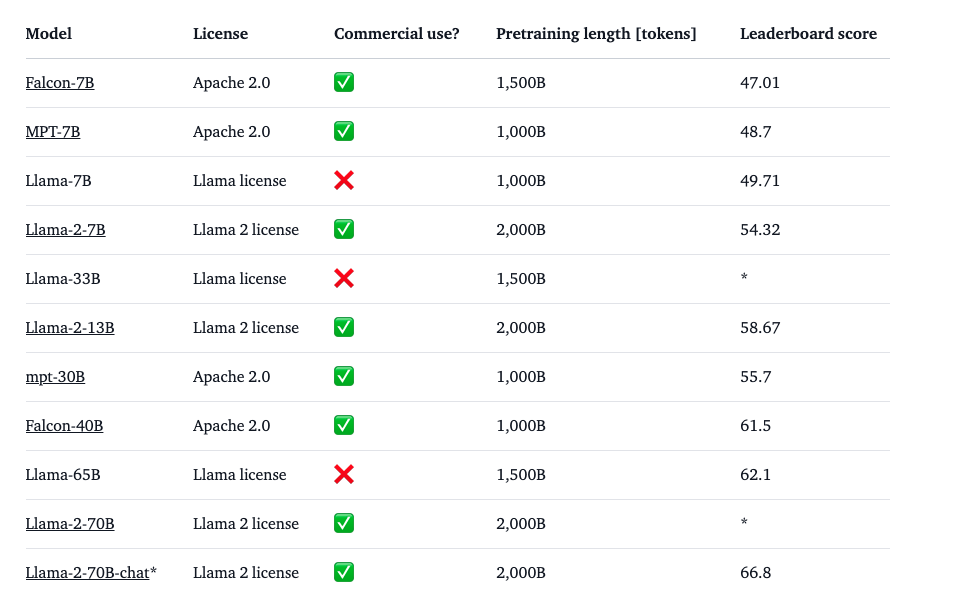 Model License Commercial use? Pretraining length [tokens] Leaderboard score
Falcon-7B Apache 2.0 ✅ 1,500B 47.01
MPT-7B Apache 2.0 ✅ 1,000B 48.7
Llama-7B Llama license ❌ 1,000B 49.71
Llama-2-7B Llama 2 license ✅ 2,000B 54.32
Llama-33B Llama license ❌ 1,500B *
Llama-2-13B Llama 2 license ✅ 2,000B 58.67
mpt-30B Apache 2.0 ✅ 1,000B 55.7
Falcon-40B Apache 2.0 ✅ 1,000B 61.5
Llama-65B Llama license ❌ 1,500B 62.1
Llama-2-70B Llama 2 license ✅ 2,000B *
Llama-2-70B-chat* Llama 2 license ✅ 2,000B 66.8